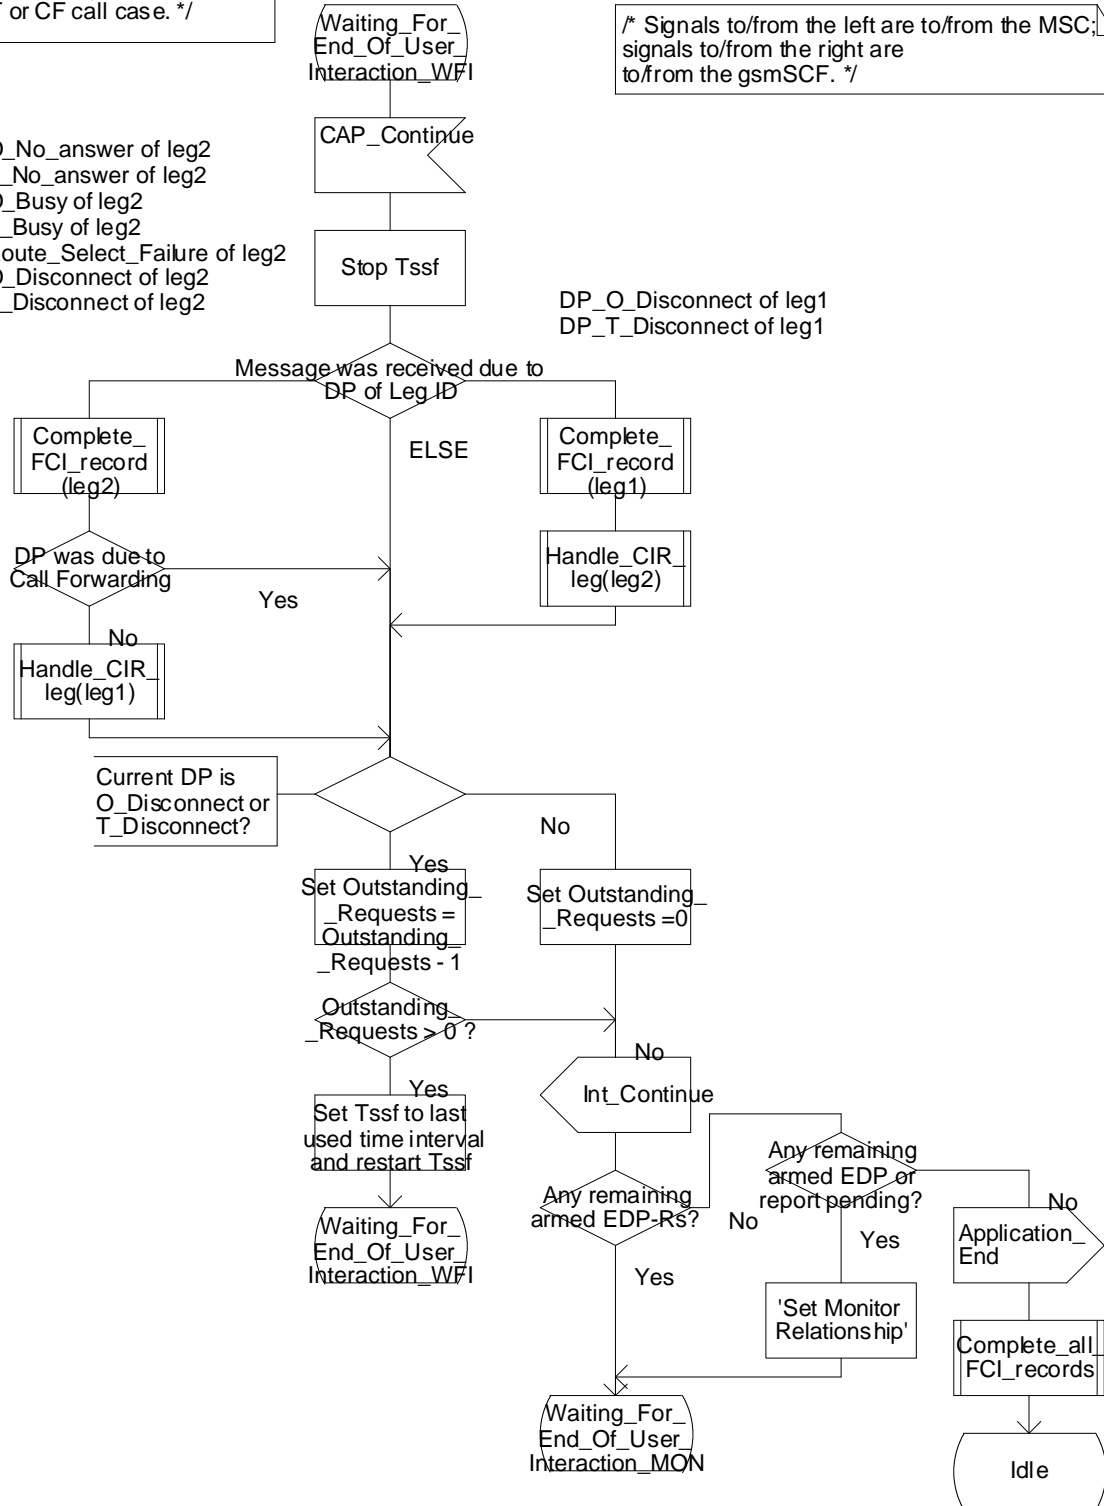 T or CF call case. */
Waiting_For_
End_Of_User_
Interaction_WFI
/* Signals to/from the left are to/from the MSC;
signals to/from the right are
to/from the gsmSCF. */
CAP_Continue
O_No_answer of leg2
_No_answer of leg2
O_Busy of leg2
_Busy of leg2
oute_Select_Failure of leg2
O_Disconnect of leg2
_Disconnect of leg2
Stop Tssf
DP_O_Disconnect of leg1
DP_T_Disconnect of leg1
Message was received due to
DP of Leg ID
Complete_
FCI_record
(leg2)
ELSE
Complete_
FCI_record
(leg1)
DP was due to
Call Forwarding
Yes
Handle_CIR_
leg(leg2)
No
Handle_CIR_
leg(leg1)
Current DP is
O_Disconnect or
T_Disconnect?
No
Yes
Set Outstanding_
_Requests =
Outstanding_
_Requests - 1
Set Outstanding_
_Requests =0
Outstanding_
_Requests > 0 ?
No
Yes
Int_Continue
Set Tssf to last
used time interval
and restart Tssf
Any remaining
armed EDP or
report pending?
Any remaining
armed EDP-Rs?
No
No
Yes
Application_
End
Waiting_For_
End_Of_User_
Interaction_WFI
Yes
'Set Monitor
Relationship'
Complete_all_
FCI_records
Waiting_For_
End_Of_User_
Interaction_MON
Idle